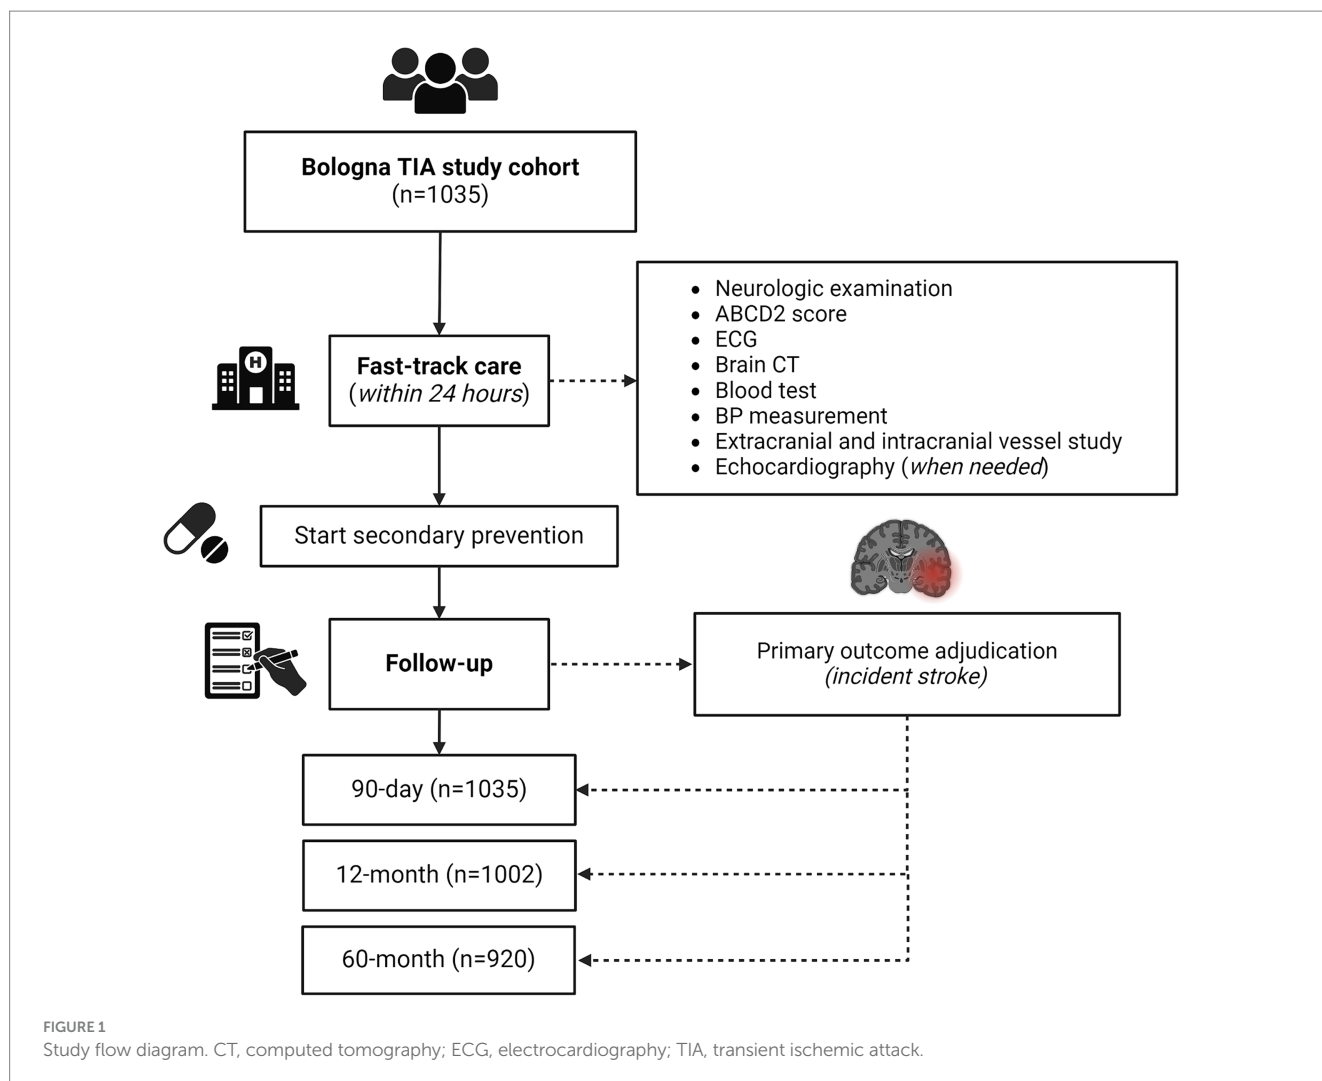 Bologna TIA study cohort
(n=1035)
H
Fast-track care
(within 24 hours)
• Neurologic examination
• ABCD2 score
• ECG
• Brain CT
• Blood test
• BP measurement
• Extracranial and intracranial vessel study
• Echocardiography (when needed)
Start secondary prevention
Follow-up
Primary outcome adjudication
(incident stroke)
90-day (n=1035)
12-month (n=1002)
60-month (n=920)
FIGURE 1
Study flow diagram. CT, computed tomography; ECG, electrocardiography; TIA, transient ischemic attack.